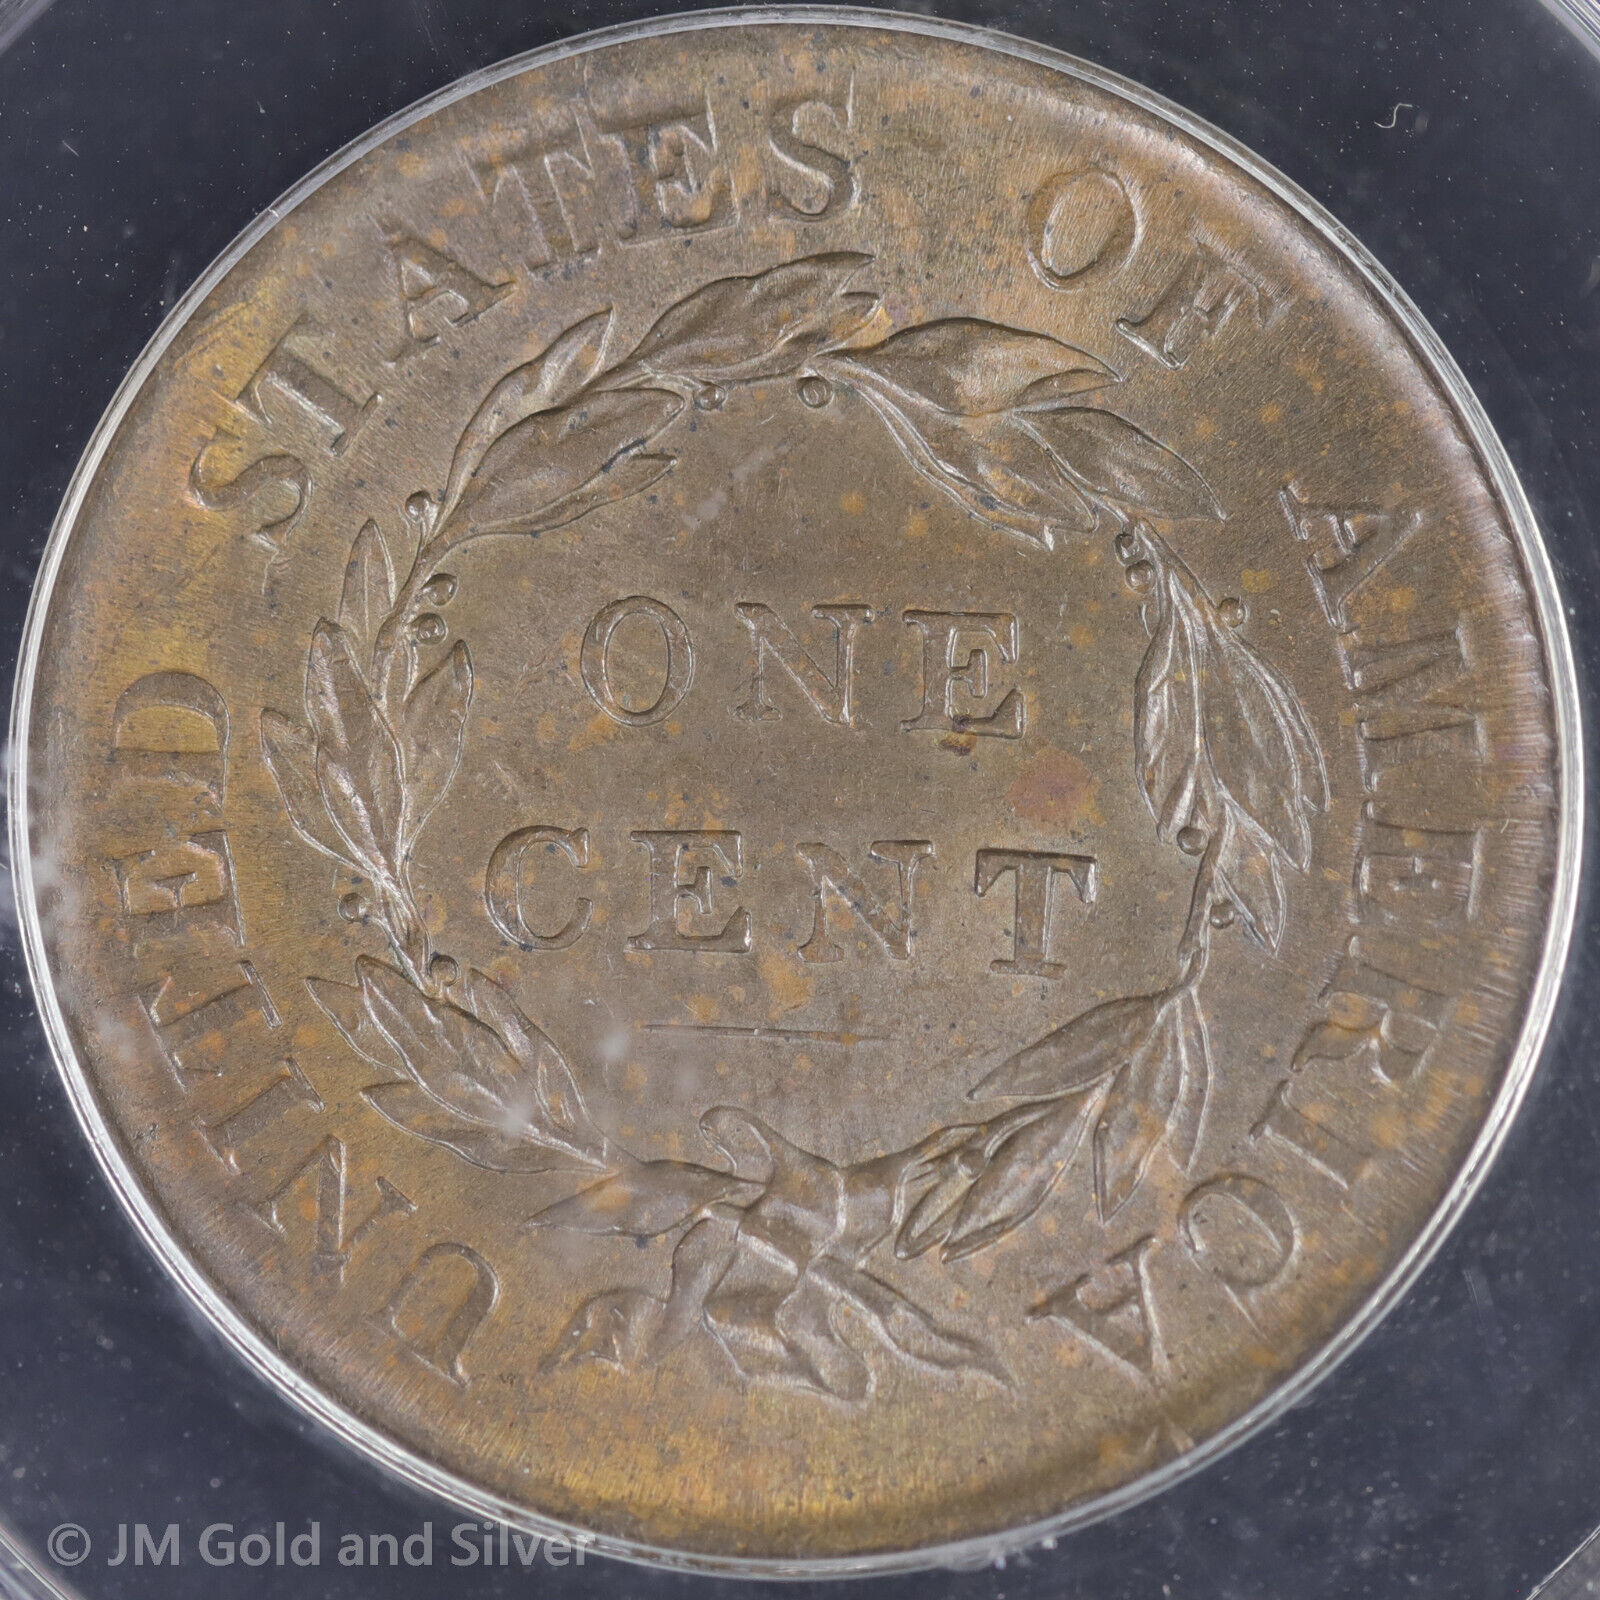 UNITED STATES OF AMERICA
ONE
CENT
© JM Gold and Silver